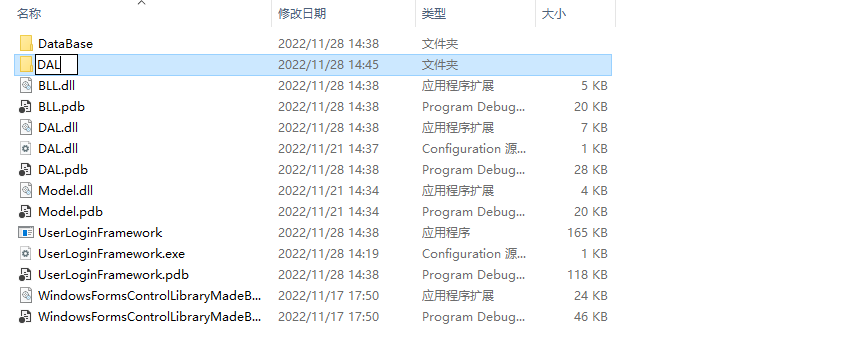 名称 修改日期 类型 大小
DataBase 2022/11/28 14:38 文件夹
DAL 2022/11/28 14:45 文件夹
BLL.dll 2022/11/28 14:38 应用程序扩展 5 KB
BLL.pdb 2022/11/28 14:38 Program Debug... 20 KB
DAL.dll 2022/11/28 14:38 应用程序扩展 7 KB
DAL.dll 2022/11/21 14:37 Configuration 源... 1 KB
DAL.pdb 2022/11/28 14:38 Program Debug... 28 KB
Model.dll 2022/11/21 14:34 应用程序扩展 4 KB
Model.pdb 2022/11/21 14:34 Program Debug... 20 KB
UserLoginFramework 2022/11/28 14:38 应用程序 165 KB
UserLoginFramework.exe 2022/11/28 14:19 Configuration 源... 1 KB
UserLoginFramework.pdb 2022/11/28 14:38 Program Debug... 118 KB
WindowsFormsControlLibraryMadeB... 2022/11/17 17:50 应用程序扩展 24 KB
WindowsFormsControlLibraryMadeB... 2022/11/17 17:50 Program Debug... 46 KB